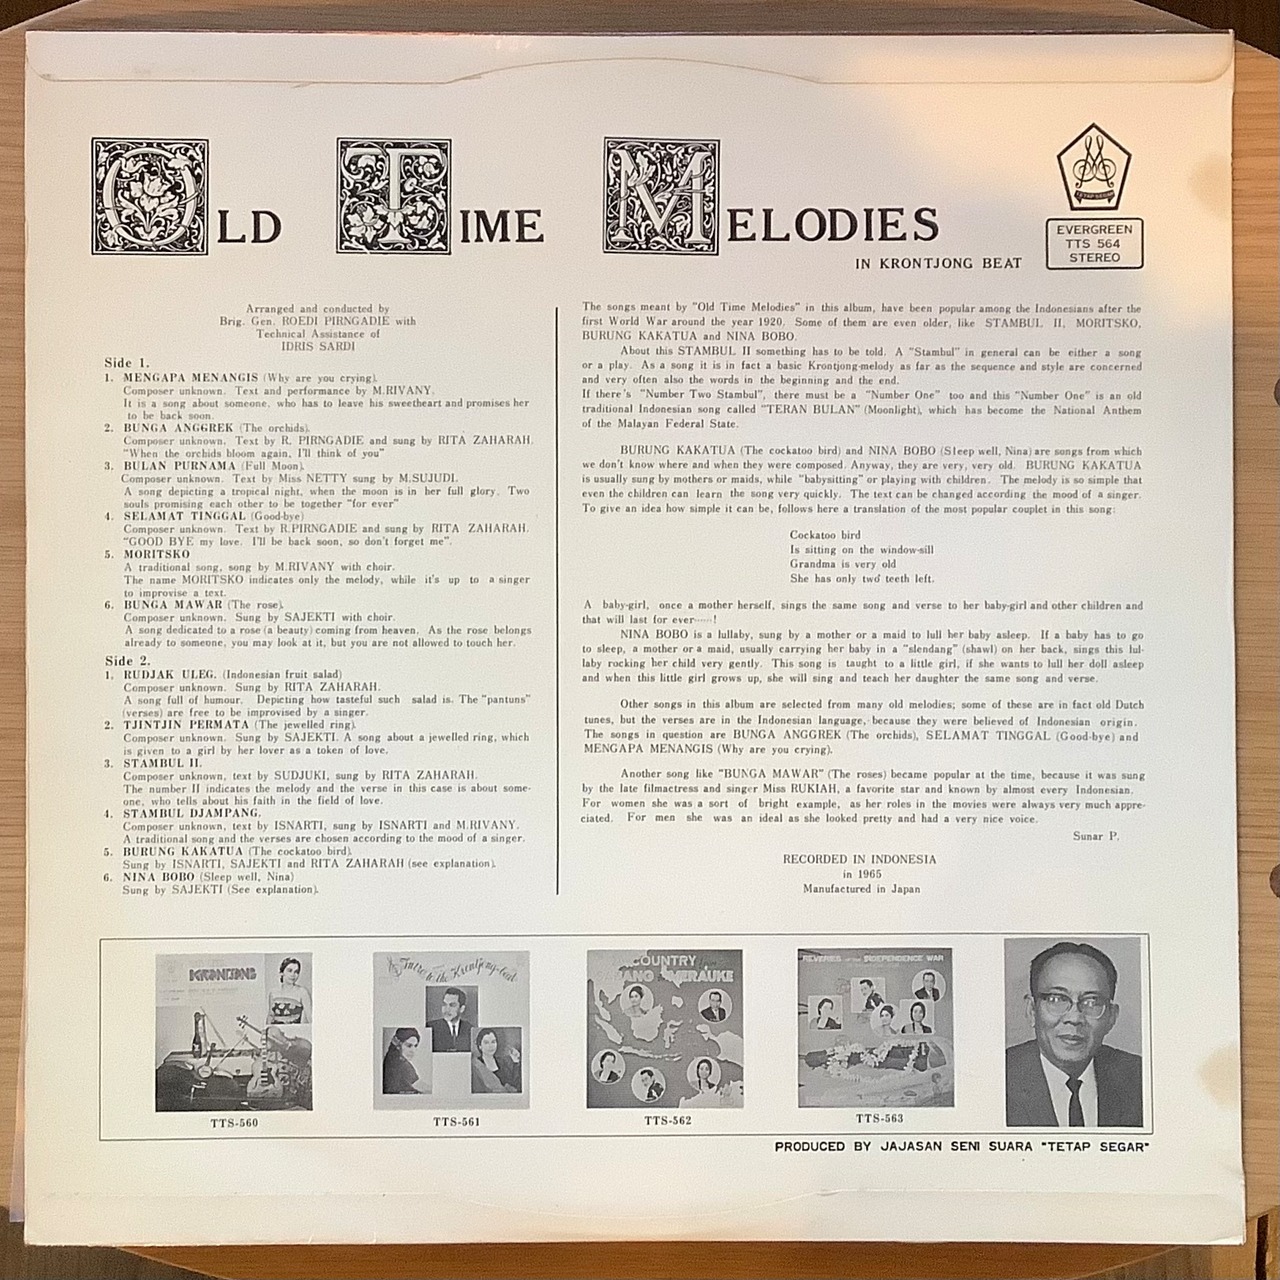 OLD TIME MELODIES
IN KRONTJONG BEAT
TETAP SEGAR
EVERGREEN
TTS 564
STEREO
Arranged and conducted by
Brig. Gen. ROEDI PIRNGADIE with
Technical Assistance of
IDRIS SARDI
Side 1.
1. MENGAPA MENANGIS (Why are you crying).
Composer unknown. Text and performance by M.RIVANY.
It is a song about someone, who has to leave his sweetheart and promises her
to be back soon.
2. BUNGA ANGGREK (The orchids).
Composer unknown. Text by R. PIRNGADIE and sung by RITA ZAHARAH.
"When the orchids bloom again, I'll think of you"
3. BULAN PURNAMA (Full Moon).
Composer unknown. Text by Miss NETTY sung by M.SUJUDI.
A song depicting a tropical night, when the moon is in her full glory. Two
souls promising each other to be together "for ever"
4. SELAMAT TINGGAL (Good-bye)
Composer unknown. Text by R.PIRNGADIE and sung by RITA ZAHARAH.
"GOOD BYE my love. I'll be back soon, so don't forget me".
5. MORITSKO
A traditional song, song by M.RIVANY with choir.
The name MORITSKO indicates only the melody, while it's up to a singer
to improvise a text.
6. BUNGA MAWAR (The rose).
Composer unknown. Sung by SAJEKTI with choir.
A song dedicated to a rose (a beauty) coming from heaven. As the rose belongs
already to someone, you may look at it, but you are not allowed to touch her.
Side 2.
1. RUDJAK ULEG. (Indonesian fruit salad)
Composer unknown. Sung by RITA ZAHARAH.
A song full of humour. Depicting how tasteful such salad is. The "pantuns"
(verses) are free to be improvised by a singer.
2. TJINTJIN PERMATA (The jewelled ring).
Composer unknown. Sung by SAJEKTI. A song about a jewelled ring, which
is given to a girl by her lover as a token of love.
3. STAMBUL II.
Composer unknown, text by SUDJUKI, sung by RITA ZAHARAH.
The number II indicates the melody and the verse in this case is about some-
one, who tells about his faith in the field of love.
4. STAMBUL DJAMPANG.
Composer unknown, text by ISNARTI, sung by ISNARTI and M.RIVANY.
A traditional song and the verses are chosen according to the mood of a singer.
5. BURUNG KAKATUA (The cockatoo bird).
Sung by ISNARTI, SAJEKTI and RITA ZAHARAH (see explanation).
6. NINA BOBO (Sleep well, Nina)
Sung by SAJEKTI (See explanation).
The songs meant by "Old Time Melodies" in this album, have been popular among the Indonesians after the
first World War around the year 1920. Some of them are even older, like STAMBUL II, MORITSKO,
BURUNG KAKATUA and NINA BOBO.
About this STAMBUL II something has to be told. A "Stambul" in general can be either a song
or a play. As a song it is in fact a basic Krontjong-melody as far as the sequence and style are concerned
and very often also the words in the beginning and the end.
If there's "Number Two Stambul", there must be a "Number One" too and this "Number One" is an old
traditional Indonesian song called "TERAN BULAN" (Moonlight), which has become the National Anthem
of the Malayan Federal State.
BURUNG KAKATUA (The cockatoo bird) and NINA BOBO (Sleep well, Nina) are songs from which
we don't know where and when they were composed. Anyway, they are very, very old. BURUNG KAKATUA
is usually sung by mothers or maids, while "babysitting" or playing with children. The melody is so simple that
even the children can learn the song very quickly. The text can be changed according the mood of a singer.
To give an idea how simple it can be, follows here a translation of the most popular couplet in this song:
Cockatoo bird
Is sitting on the window-sill
Grandma is very old
She has only two teeth left.
A baby-girl, once a mother herself, sings the same song and verse to her baby-girl and other children and
that will last for ever······!
NINA BOBO is a lullaby, sung by a mother or a maid to lull her baby asleep. If a baby has to go
to sleep, a mother or a maid, usually carrying her baby in a "slendang" (shawl) on her back, sings this lul-
laby rocking her child very gently. This song is taught to a little girl, if she wants to lull her doll asleep
and when this little girl grows up, she will sing and teach her daughter the same song and verse.
Other songs in this album are selected from many old melodies; some of these are in fact old Dutch
tunes, but the verses are in the Indonesian language, because they were believed of Indonesian origin.
The songs in question are BUNGA ANGGREK (The orchids), SELAMAT TINGGAL (Good-bye) and
MENGAPA MENANGIS (Why are you crying).
Another song like "BUNGA MAWAR" (The roses) became popular at the time, because it was sung
by the late filmactress and singer Miss RUKIAH, a favorite star and known by almost every Indonesian.
For women she was a sort of bright example, as her roles in the movies were always very much appre-
ciated. For men she was an ideal as she looked pretty and had a very nice voice.
Sunar P.
RECORDED IN INDONESIA
in 1965
Manufactured in Japan
KRONTJONG
Intro to the Krontjong-beat
COUNTRY
MERAUKE
REVERIES of the INDEPENDENCE WAR
TTS-560
TTS-561
TTS-562
TTS-563
PRODUCED BY JAJASAN SENI SUARA "TETAP SEGAR"